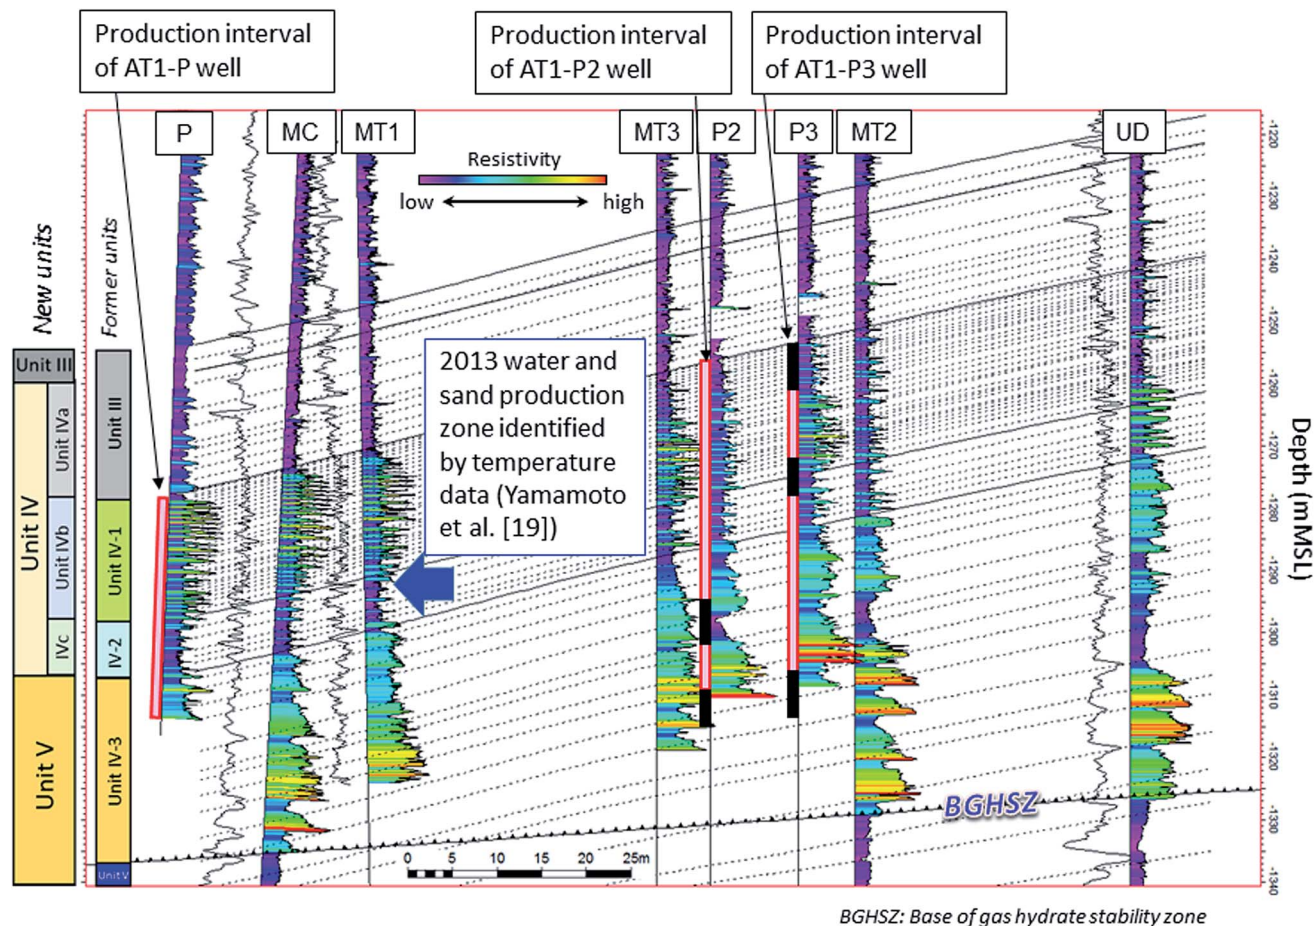 Production interval
of AT1-P well
Production interval
of AT1-P2 well
Production interval
of AT1-P3 well
P
MC
MT1
MT3
P2
P3
MT2
UD
Resistivity
low
high
New units
Former units
Unit III
Unit IV
Unit IVa
Unit IVb
IVc
Unit V
Unit III
Unit IV-1
IV-2
Unit IV-3
Unit V
2013 water and
sand production
zone identified
by temperature
data (Yamamoto
et al. [19])
BGHSZ
0 5 10 15 20 25m
-1220
-1230
-1240
-1250
-1260
-1270
-1280
-1290
-1300
-1310
-1320
-1330
-1340
Depth (mMSL)
BGHSZ: Base of gas hydrate stability zone